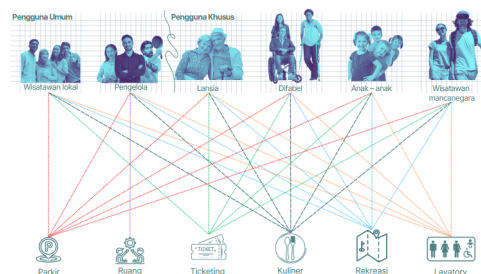 Pengguna Umum
Pengguna Khusus
Wisatawan lokal
Pengelola
Lansia
Difabel
Anak - anak
Wisatawan
mancanegara
P
TICKET
Parkir
Ruang
Ticketing
Kuliner
Rekreasi
Lavatory